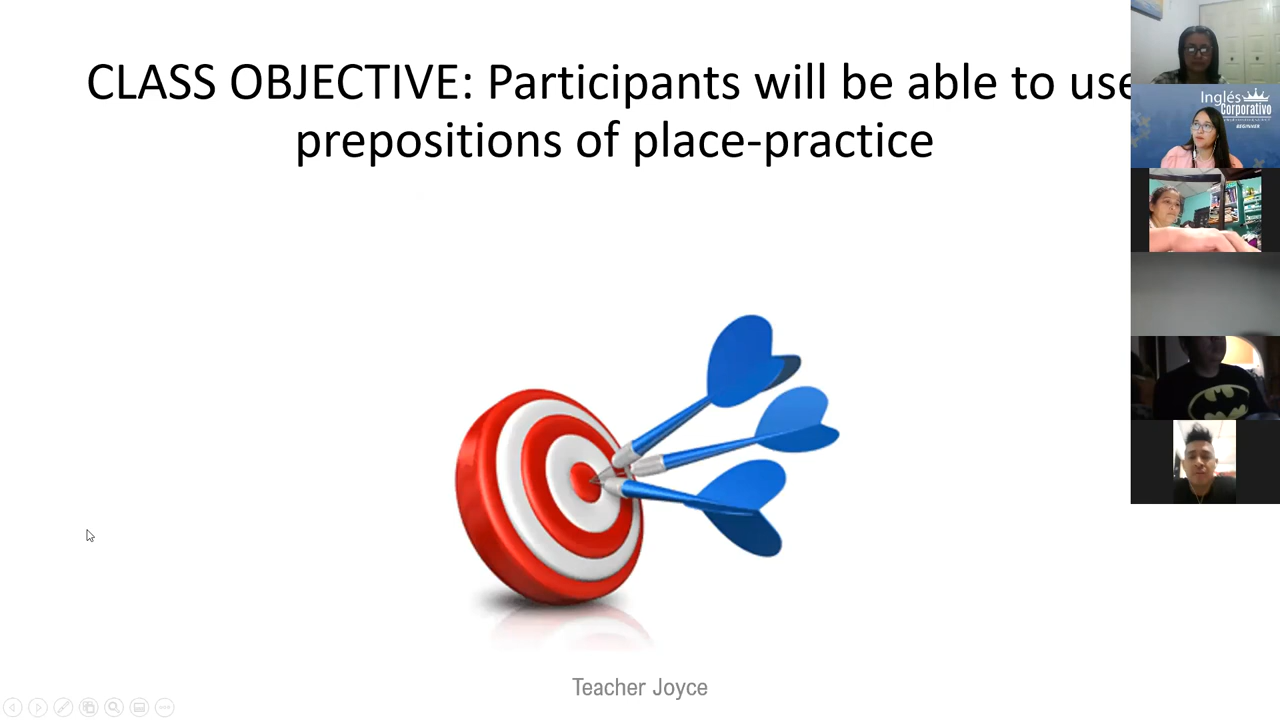 CLASS OBJECTIVE: Participants will be able to use
prepositions of place-practice
Inglés
Corporativo
BEGINNER
Teacher Joyce